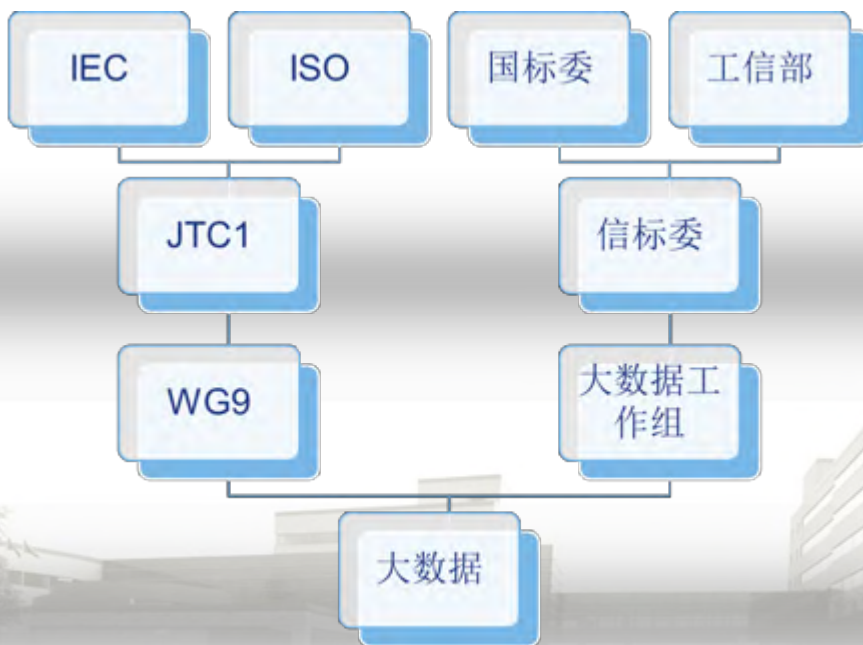 IEC
ISO
国标委
工信部
JTC1
信标委
WG9
大数据工
作组
大数据